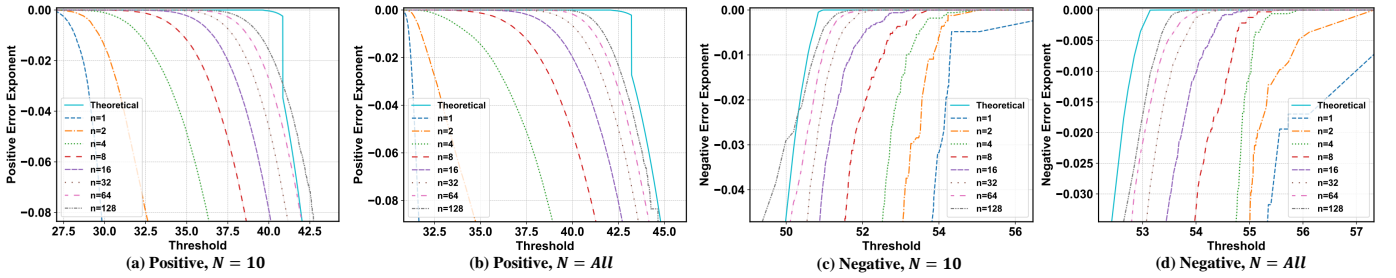 Positive Error Exponent
0.00
−0.02
−0.04
−0.06
−0.08
Theoretical
n=1
n=2
n=4
n=8
n=16
n=32
n=64
n=128
27.5 30.0 32.5 35.0 37.5 40.0 42.5
Threshold
(a) Positive, N = 10
Positive Error Exponent
0.00
−0.02
−0.04
−0.06
−0.08
Theoretical
n=1
n=2
n=4
n=8
n=16
n=32
n=64
n=128
32.5 35.0 37.5 40.0 42.5 45.0
Threshold
(b) Positive, N = All
Negative Error Exponent
0.00
−0.01
−0.02
−0.03
−0.04
Theoretical
n=1
n=2
n=4
n=8
n=16
n=32
n=64
n=128
50 52 54 56
Threshold
(c) Negative, N = 10
Negative Error Exponent
0.000
−0.005
−0.010
−0.015
−0.020
−0.025
−0.030
Theoretical
n=1
n=2
n=4
n=8
n=16
n=32
n=64
n=128
53 54 55 56 57
Threshold
(d) Negative, N = All